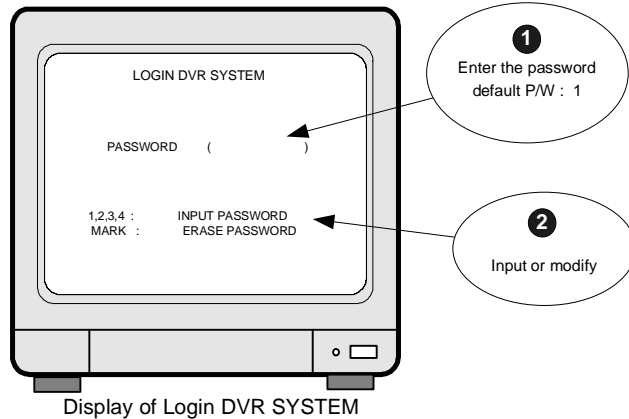 LOGIN DVR SYSTEM
PASSWORD ( )
1,2,3,4 : INPUT PASSWORD
MARK : ERASE PASSWORD
1
Enter the password
default P/W : 1
2
Input or modify
Display of Login DVR SYSTEM